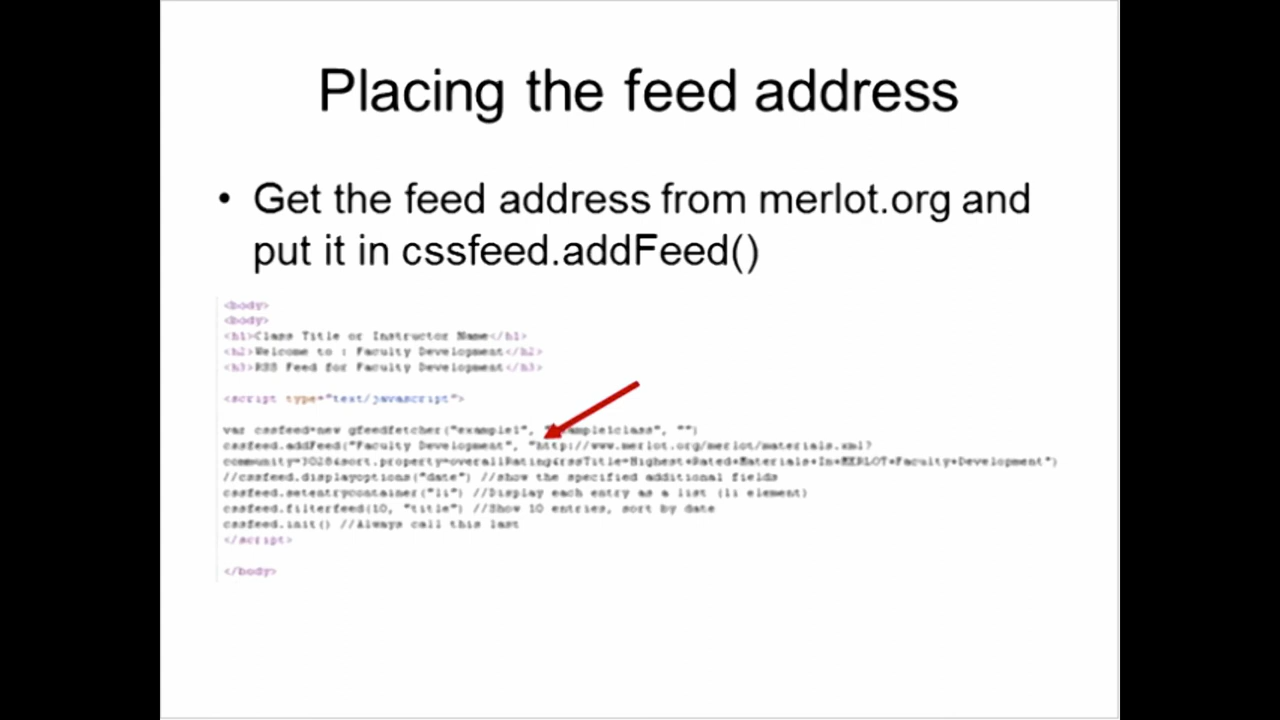 Placing the feed address
• Get the feed address from merlot.org and
put it in cssfeed.addFeed()
<body>
<body>
<h1>Class Title or Instructor Name</h1>
<h2>Welcome to : Faculty Development</h2>
<h3>RSS Feed for Faculty Development</h3>
<script type="text/javascript">
var cssfeed=new gfeedfetcher("example1", "example1class", "")
cssfeed.addFeed("Faculty Development", "http://www.merlot.org/merlot/materials.xml?
community=3028&sort.property=overallRating&rssTitle=Highest+Rated+Materials+In+MERLOT+Faculty+Development")
//cssfeed.displayoptions("date") //show the specified additional fields
cssfeed.setentrycontainer("li") //Display each entry as a list (li element)
cssfeed.filterfeed(10, "title") //Show 10 entries, sort by date
cssfeed.init() //Always call this last
</script>
</body>